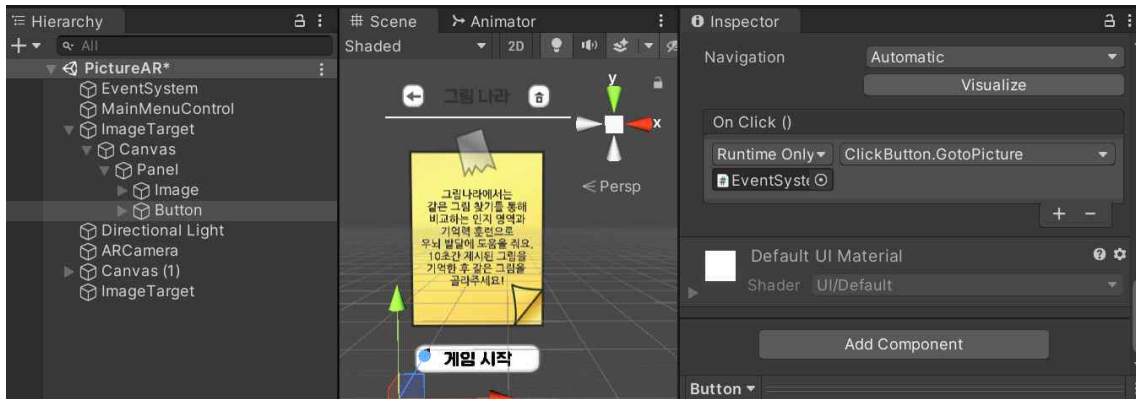 Hierarchy
All
PictureAR*
EventSystem
MainMenuControl
ImageTarget
Canvas
Panel
Image
Button
Directional Light
ARCamera
Canvas (1)
ImageTarget
# Scene
Animator
Shaded
2D
그림 나라
y
x
Persp
그림나라에서는
같은 그림 찾기를 통해
비교하는 인지 영역과
기억력 훈련으로
우뇌 발달에 도움을 줘요.
10초간 제시된 그림을
기억한 후 같은 그림을
골라주세요!
게임 시작
Inspector
Navigation
Automatic
Visualize
On Click ()
Runtime Only
ClickButton.GotoPicture
EventSyste
Default UI Material
Shader
UI/Default
Add Component
Button